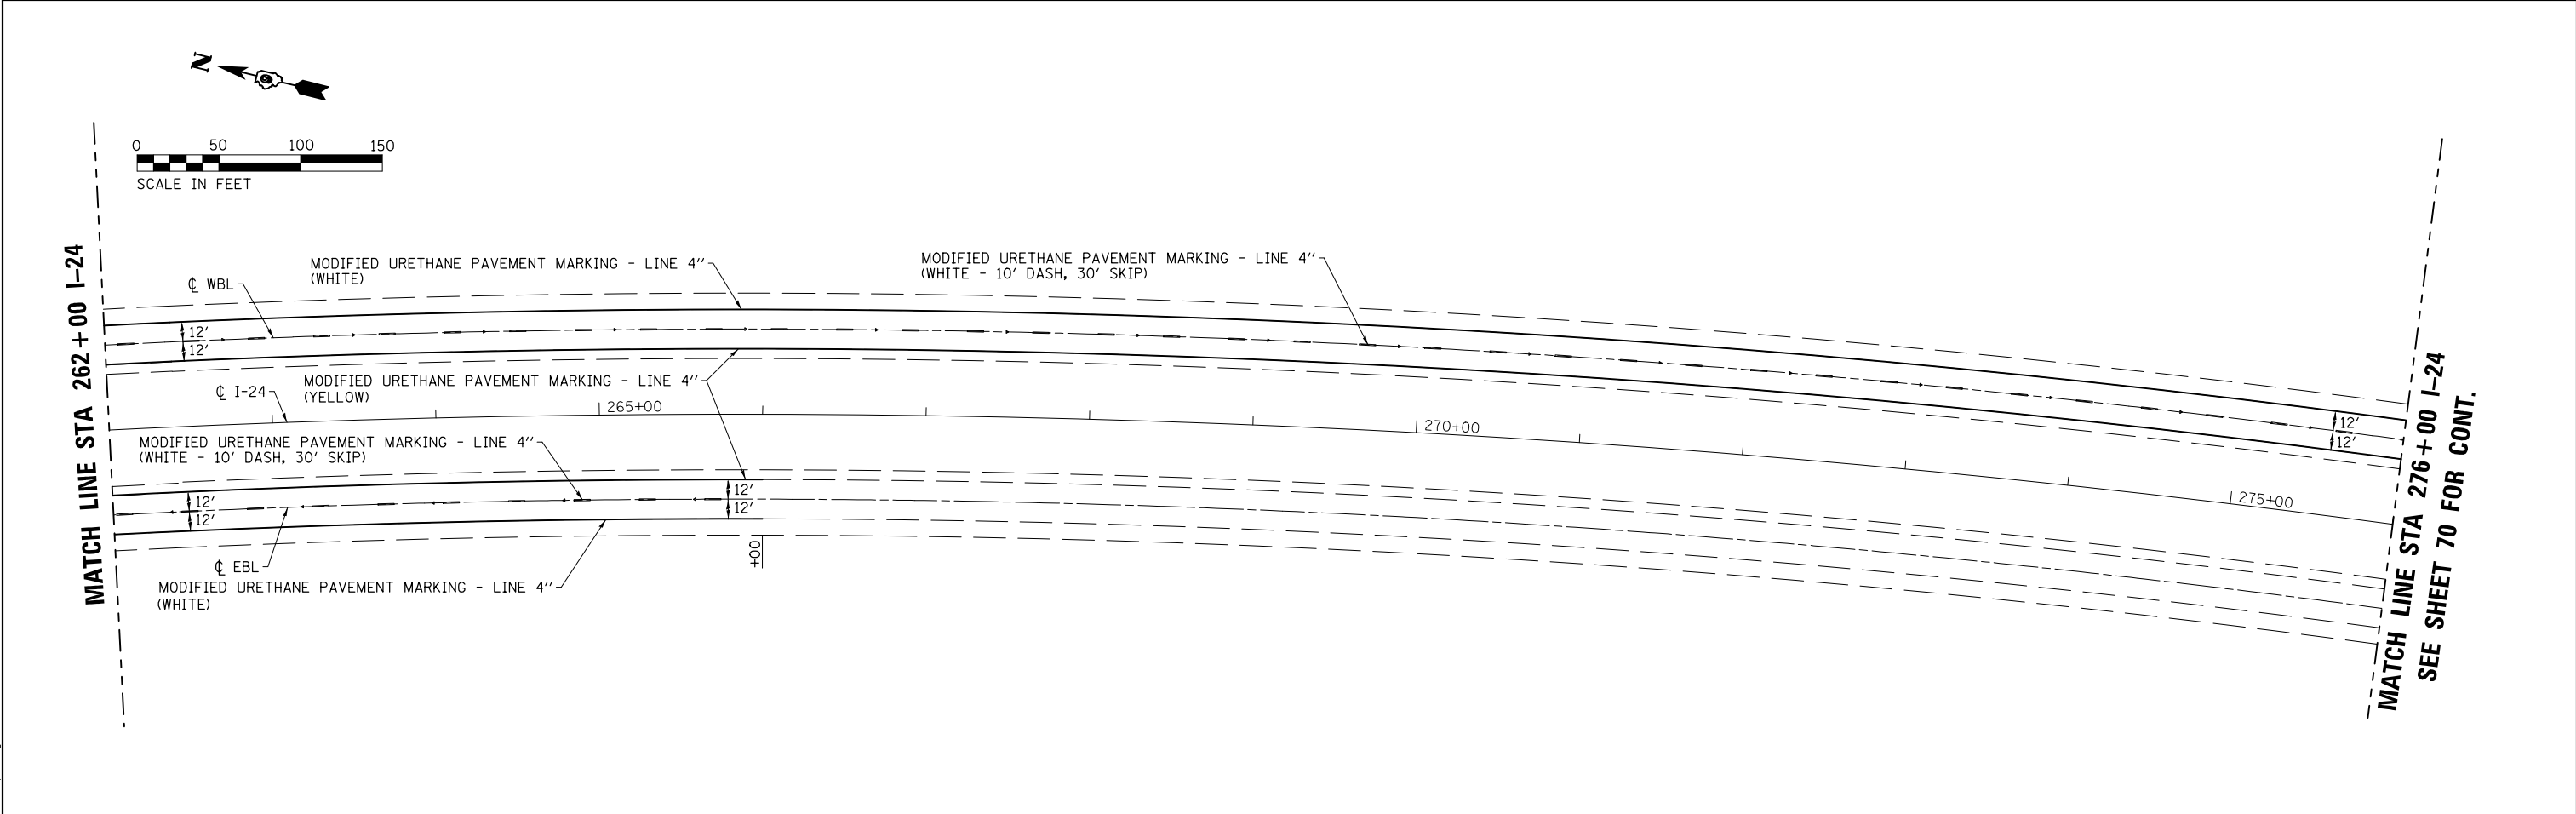 N
0 50 100 150
SCALE IN FEET
MATCH LINE STA 262+00 I-24
℄ WBL
MODIFIED URETHANE PAVEMENT MARKING - LINE 4"
(WHITE)
MODIFIED URETHANE PAVEMENT MARKING - LINE 4"
(WHITE - 10' DASH, 30' SKIP)
12'
12'
℄ I-24
MODIFIED URETHANE PAVEMENT MARKING - LINE 4"
(YELLOW)
265+00
270+00
275+00
12'
12'
MODIFIED URETHANE PAVEMENT MARKING - LINE 4"
(WHITE - 10' DASH, 30' SKIP)
12'
12'
12'
12'
+00
℄ EBL
MODIFIED URETHANE PAVEMENT MARKING - LINE 4"
(WHITE)
MATCH LINE STA 276+00 I-24
SEE SHEET 70 FOR CONT.